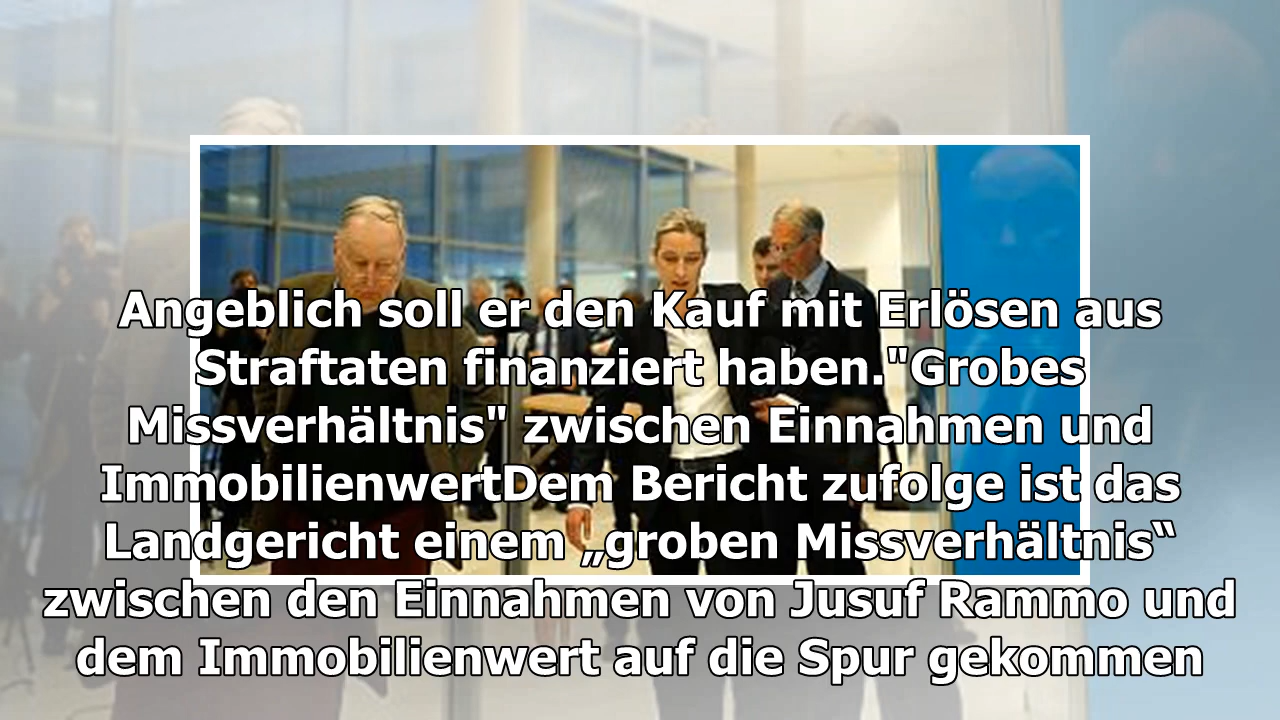 Angeblich soll er den Kauf mit Erlösen aus
Straftaten finanziert haben."Grobes
Missverhältnis" zwischen Einnahmen und
ImmobilienwertDem Bericht zufolge ist das
Landgericht einem „groben Missverhältnis“
zwischen den Einnahmen von Jusuf Rammo und
dem Immobilienwert auf die Spur gekommen